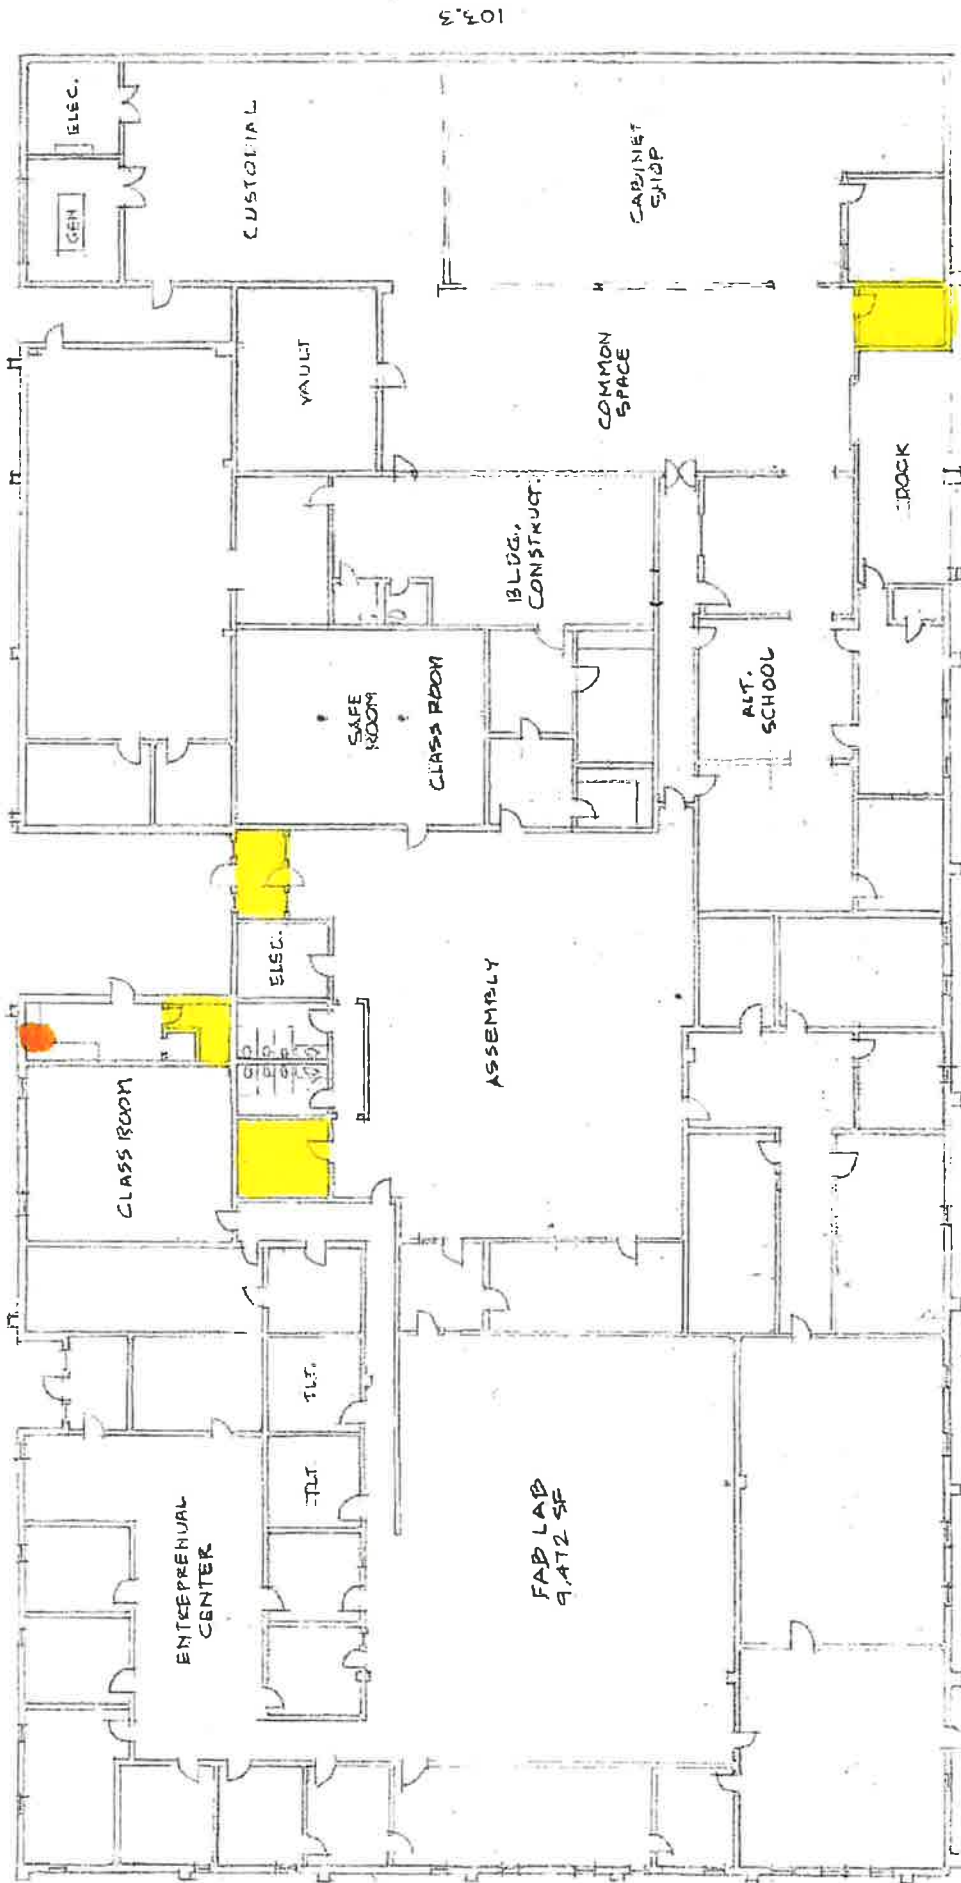 103.3
ELEC.
GEN
CUSTODIAL
CABINET
SHOP
VAULT
COMMON
SPACE
DOCK
BLDG.
CONSTRUCT.
SAFE
ROOM
CLASS ROOM
ALT.
SCHOOL
ELEC.
ASSEMBLY
CLASS ROOM
TLT.
TLT.
ENTREPRENUAL
CENTER
FAB LAB
9,472 SF